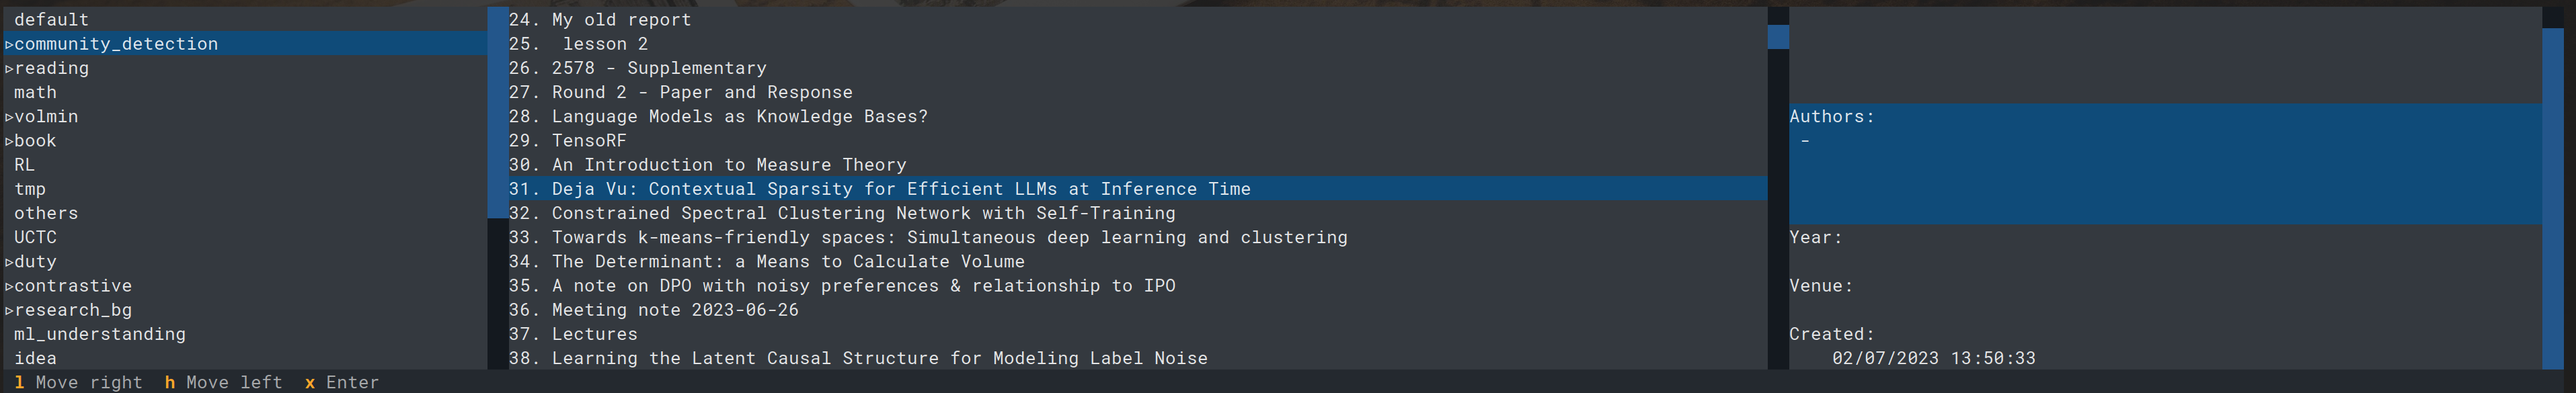 default
▹community_detection
▹reading
math
▹volmin
▹book
RL
tmp
others
UCTC
▹duty
▹contrastive
▹research_bg
ml_understanding
idea
24. My old report
25.  lesson 2
26. 2578 - Supplementary
27. Round 2 - Paper and Response
28. Language Models as Knowledge Bases?
29. TensoRF
30. An Introduction to Measure Theory
31. Deja Vu: Contextual Sparsity for Efficient LLMs at Inference Time
32. Constrained Spectral Clustering Network with Self-Training
33. Towards k-means-friendly spaces: Simultaneous deep learning and clustering
34. The Determinant: a Means to Calculate Volume
35. A note on DPO with noisy preferences & relationship to IPO
36. Meeting note 2023-06-26
37. Lectures
38. Learning the Latent Causal Structure for Modeling Label Noise
Authors:
-
Year:
Venue:
Created:
02/07/2023 13:50:33
l Move right  h Move left  x Enter